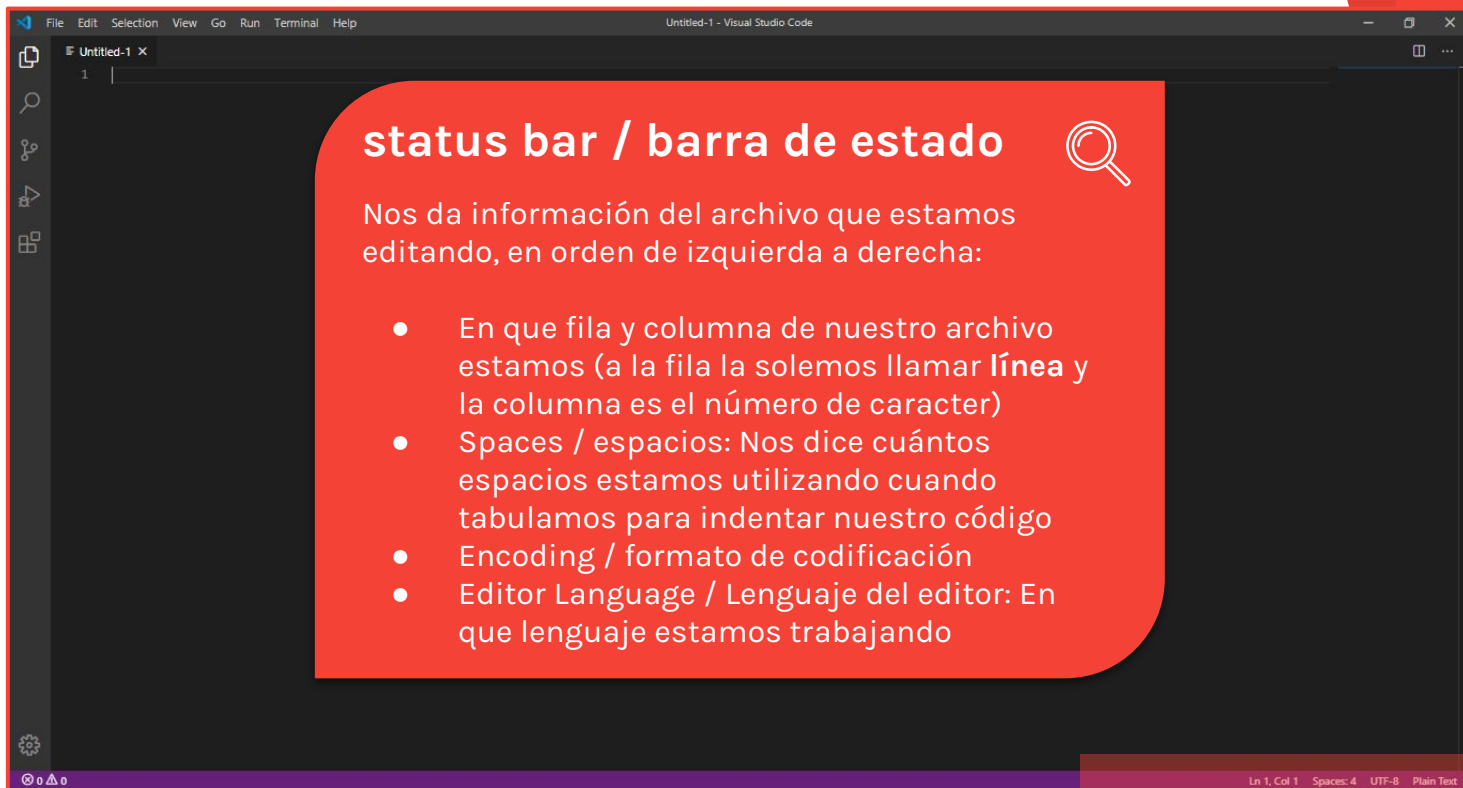 File Edit Selection View Go Run Terminal Help
Untitled-1 - Visual Studio Code
Untitled-1
1
status bar / barra de estado
Nos da información del archivo que estamos
editando, en orden de izquierda a derecha:
● En que fila y columna de nuestro archivo
estamos (a la fila la solemos llamar línea y
la columna es el número de caracter)
● Spaces / espacios: Nos dice cuántos
espacios estamos utilizando cuando
tabulamos para indentar nuestro código
● Encoding / formato de codificación
● Editor Language / Lenguaje del editor: En
que lenguaje estamos trabajando
0 0
Ln 1, Col 1 Spaces: 4 UTF-8 Plain Text